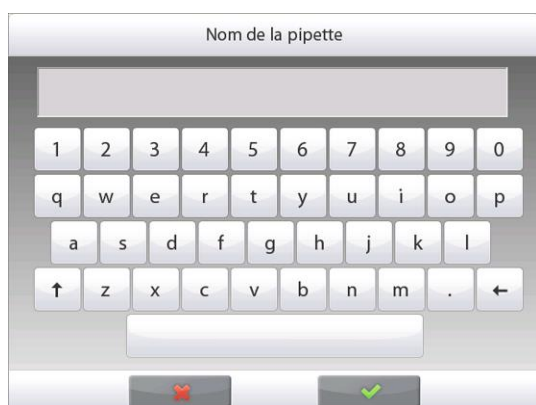 Nom de la pipette
1 2 3 4 5 6 7 8 9 0
q w e r t y u i o p
a s d f g h j k l
↑ z x c v b n m . ←